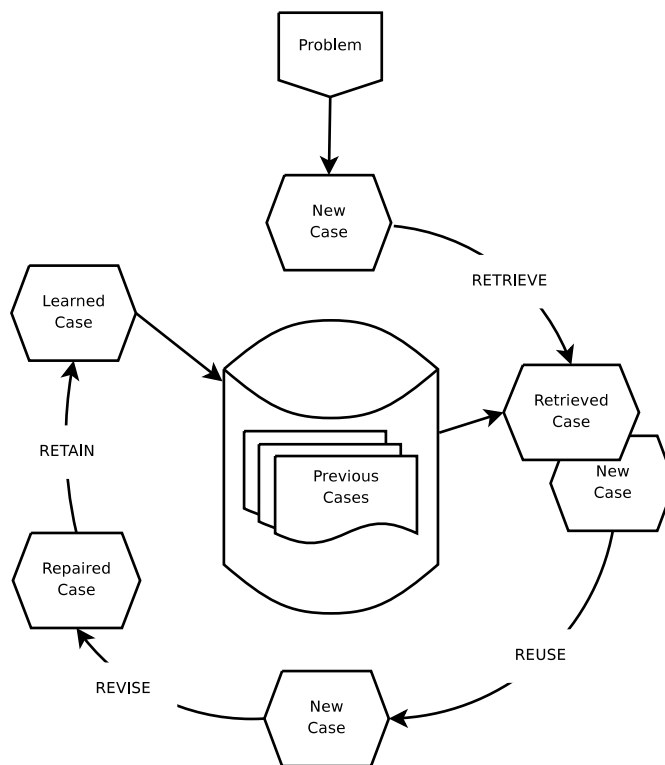 Problem
New
Case
RETRIEVE
Learned
Case
Retrieved
Case
RETAIN
Previous
Cases
New
Case
Repaired
Case
REUSE
REVISE
New
Case